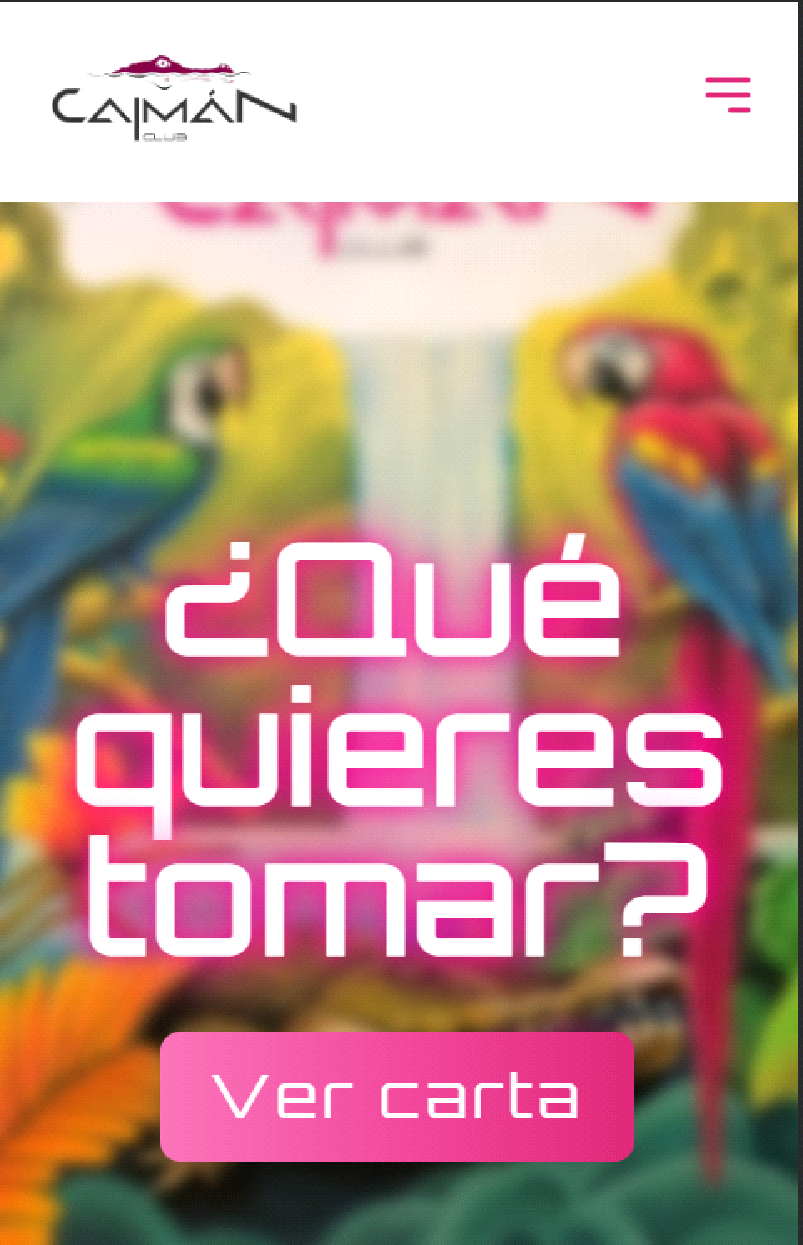 CAIMÁN
CLUB
¿Qué
quieres
tomar?
Ver carta